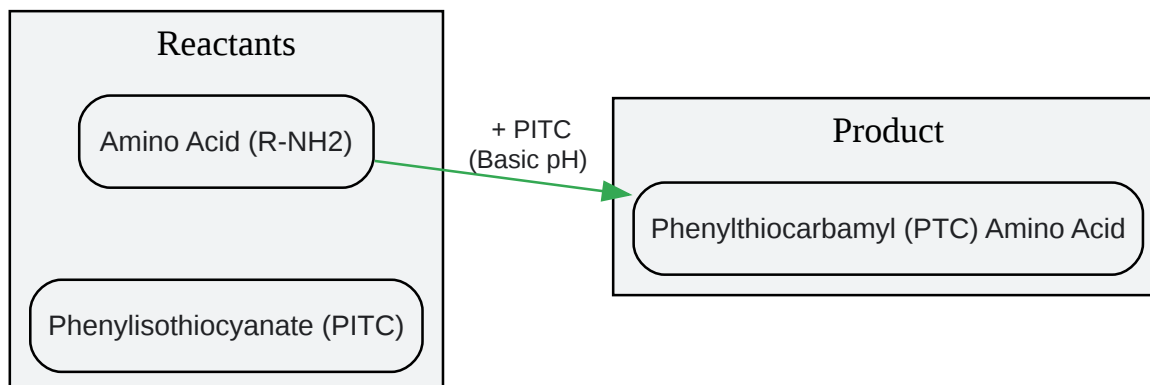 Reactants
Amino Acid (R-NH2)
Phenylisothiocyanate (PITC)
+ PITC
(Basic pH)
Product
Phenylthiocarbamyl (PTC) Amino Acid